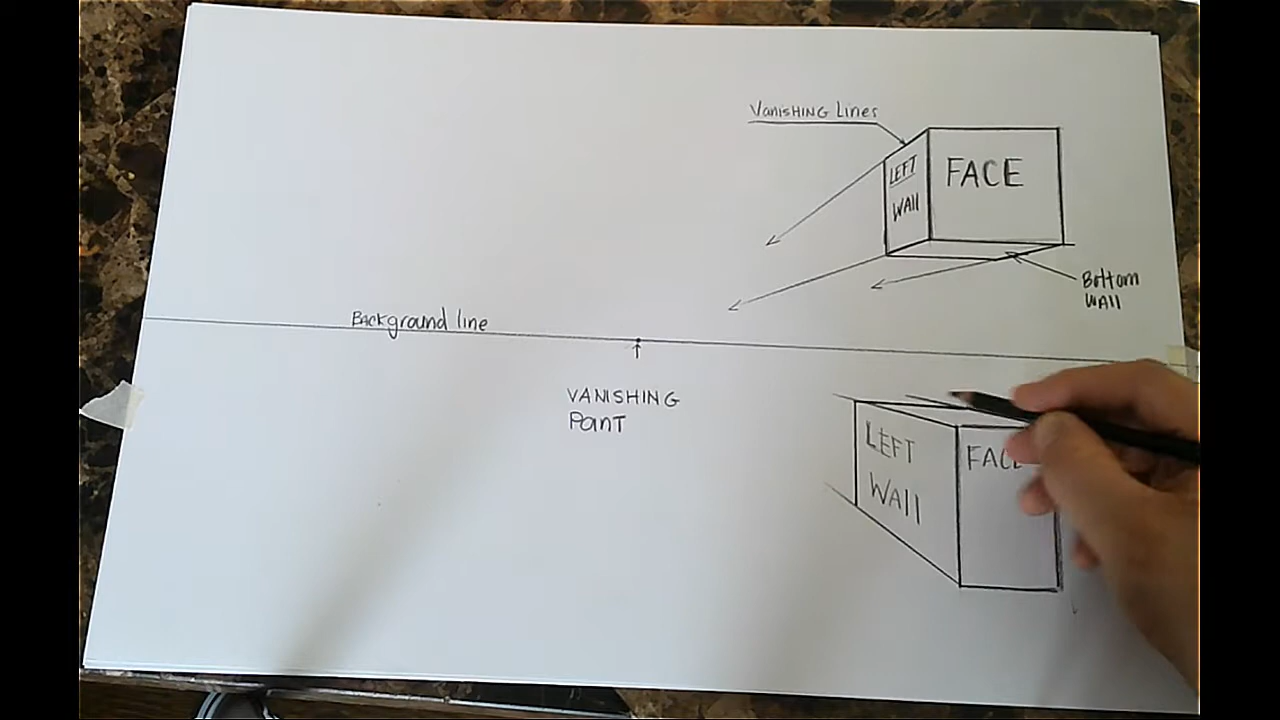 Vanishing Lines
LEFT
WAll
FACE
Bottom
WAll
Background line
VANISHING
PoinT
LEFT
WAll